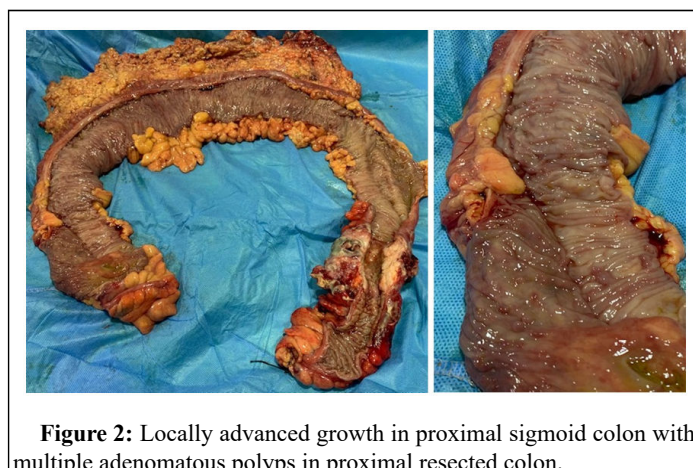 Figure 2: Locally advanced growth in proximal sigmoid colon with
multiple adenomatous polyps in proximal resected colon.